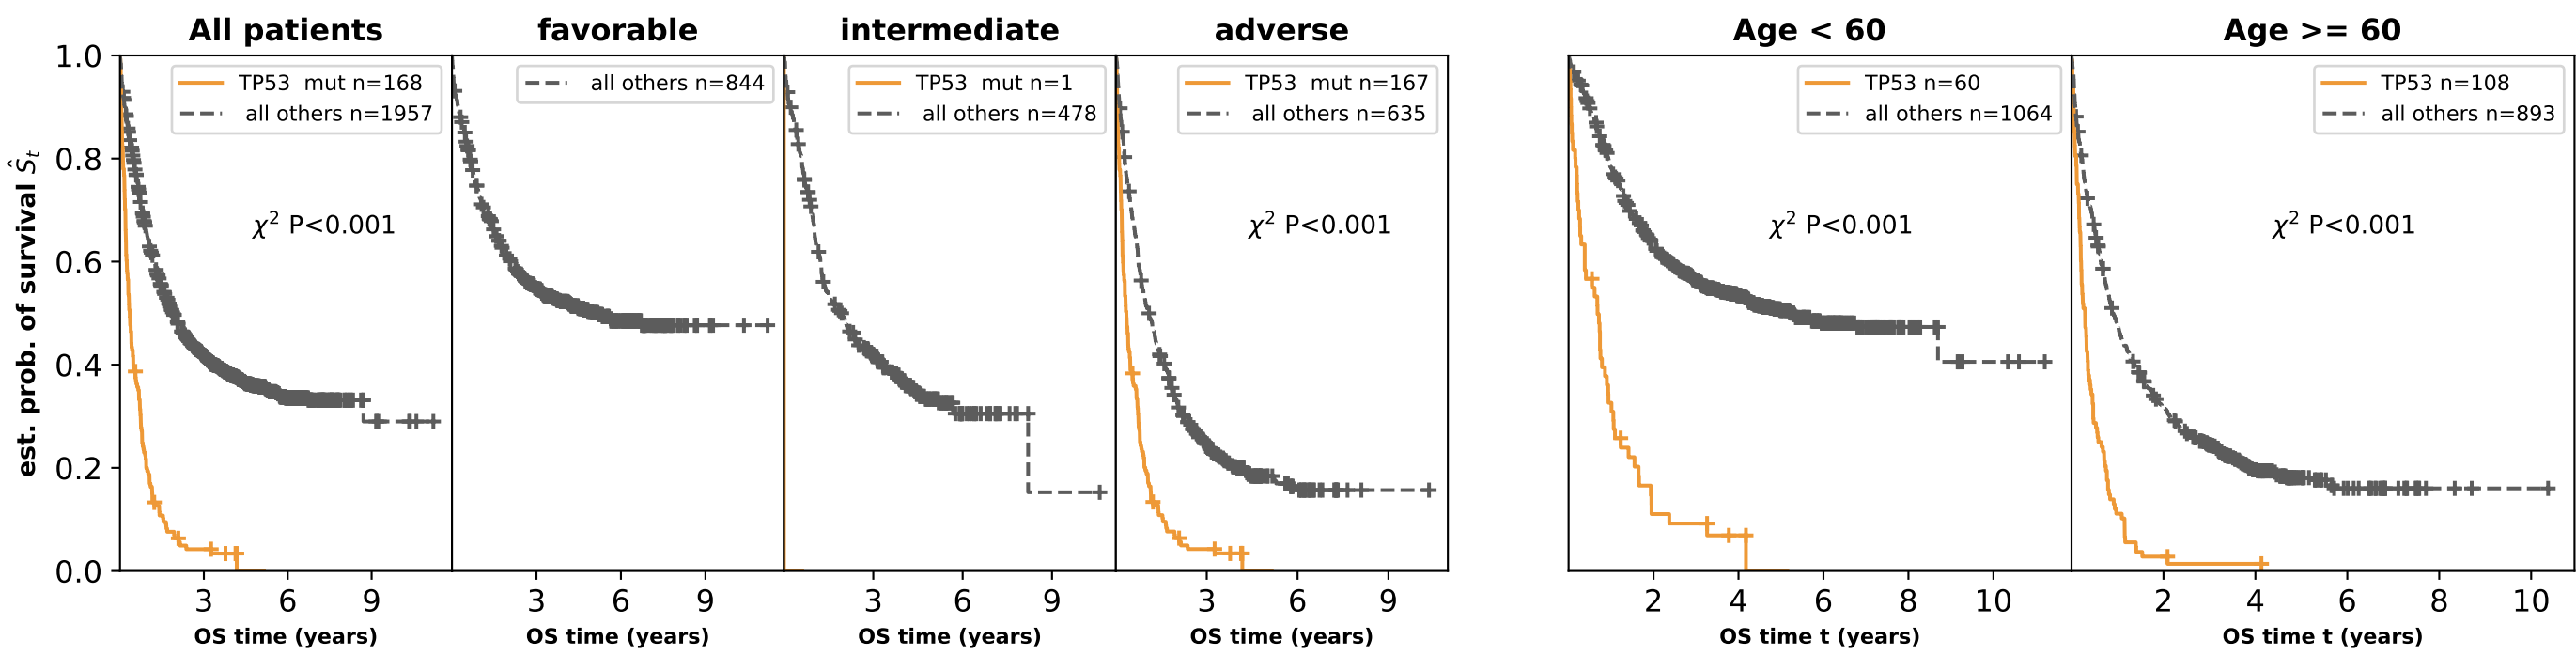 All patients
favorable
intermediate
adverse
Age < 60
Age >= 60
est. prob. of survival Ŝt
1.0
0.8
0.6
0.4
0.2
0.0
TP53 mut n=168
all others n=1957
χ² P<0.001
3 6 9
OS time (years)
all others n=844
3 6 9
OS time (years)
TP53 mut n=1
all others n=478
3 6 9
OS time (years)
TP53 mut n=167
all others n=635
χ² P<0.001
3 6 9
OS time (years)
TP53 n=60
all others n=1064
χ² P<0.001
2 4 6 8 10
OS time t (years)
TP53 n=108
all others n=893
χ² P<0.001
2 4 6 8 10
OS time t (years)